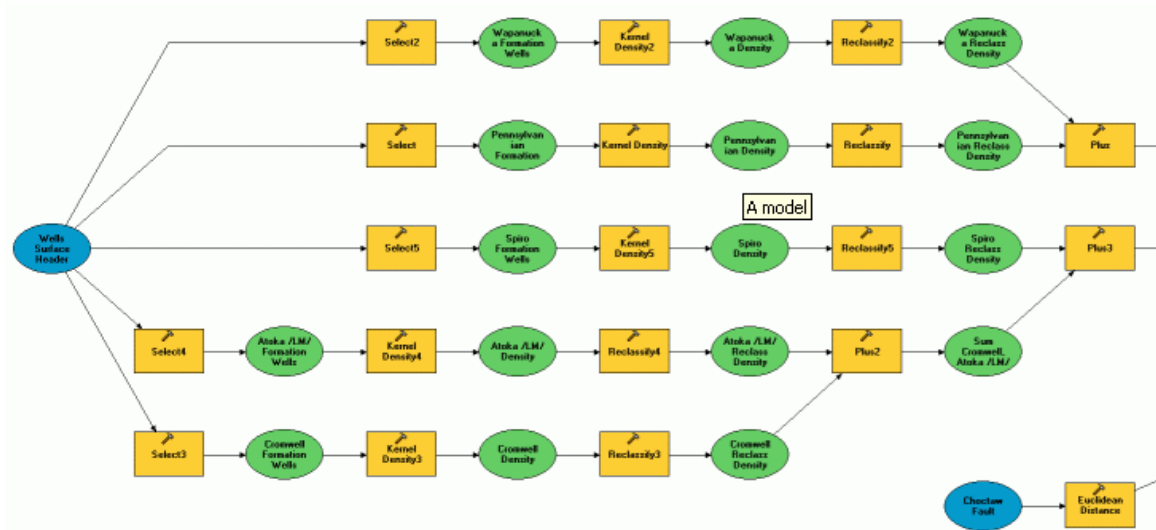 Select2
Wapanuck
a Formation
Wells
Kernel
Density2
Wapanuck
a Density
Reclassify2
Wapanuck
a Reclass
Density
Select
Pennsylvan
ian
Formation
Kernel Density
Pennsylvan
ian Density
Reclassify
Pennsylvan
ian Reclass
Density
Plus
A model
Wells
Surface
Header
Select5
Spiro
Formation
Wells
Kernel
Density5
Spiro
Density
Reclassify5
Spiro
Reclass
Density
Plus3
Select4
Atoka /LM/
Formation
Wells
Kernel
Density4
Atoka /LM/
Density
Reclassify4
Atoka /LM/
Reclass
Density
Plus2
Sum
Cromwell,
Atoka /LM/
Select3
Cromwell
Formation
Wells
Kernel
Density3
Cromwell
Density
Reclassify3
Cromwell
Reclass
Density
Choctaw
Fault
Euclidean
Distance